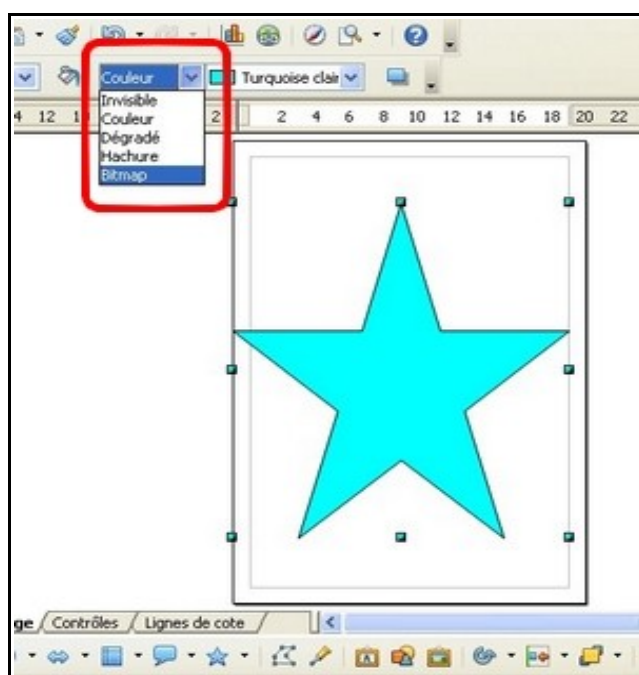 Couleur
Turquoise clair
Invisible
Couleur
Dégradé
Hachure
Bitmap
4 12 1 2 2 4 6 8 10 12 14 16 18 20 22
ge / Contrôles / Lignes de cote /